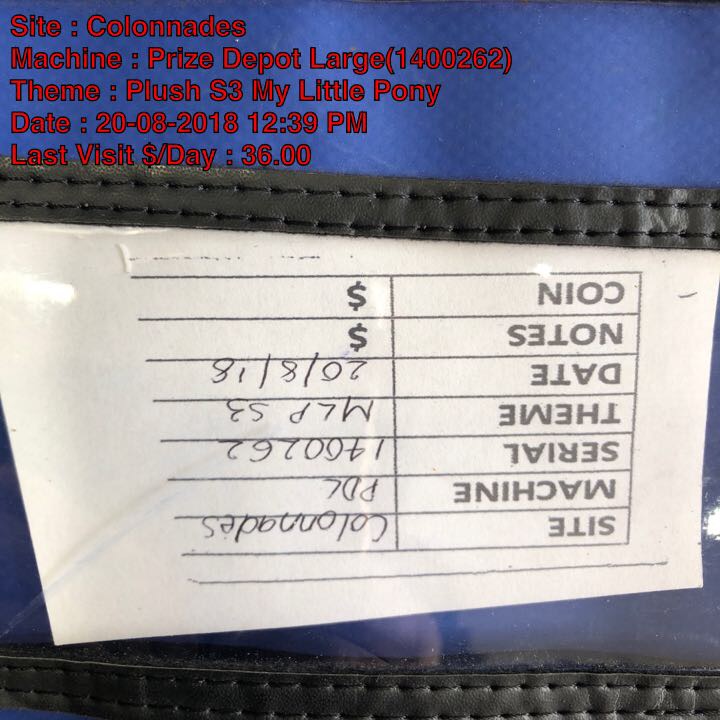 Site : Colonnades
Machine : Prize Depot Large(1400262)
Theme : Plush S3 My Little Pony
Date : 20-08-2018 12:39 PM
Last Visit $/Day : 36.00
SITE Colonnades
MACHINE PDL
SERIAL 1400262
THEME MLP S3
DATE 20/8/18
NOTES $
COIN $